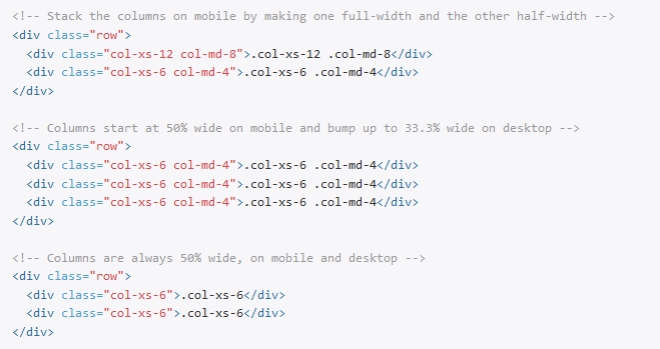 <!-- Stack the columns on mobile by making one full-width and the other half-width -->
<div class="row">
  <div class="col-xs-12 col-md-8">.col-xs-12 .col-md-8</div>
  <div class="col-xs-6 col-md-4">.col-xs-6 .col-md-4</div>
</div>

<!-- Columns start at 50% wide on mobile and bump up to 33.3% wide on desktop -->
<div class="row">
  <div class="col-xs-6 col-md-4">.col-xs-6 .col-md-4</div>
  <div class="col-xs-6 col-md-4">.col-xs-6 .col-md-4</div>
  <div class="col-xs-6 col-md-4">.col-xs-6 .col-md-4</div>
</div>

<!-- Columns are always 50% wide, on mobile and desktop -->
<div class="row">
  <div class="col-xs-6">.col-xs-6</div>
  <div class="col-xs-6">.col-xs-6</div>
</div>